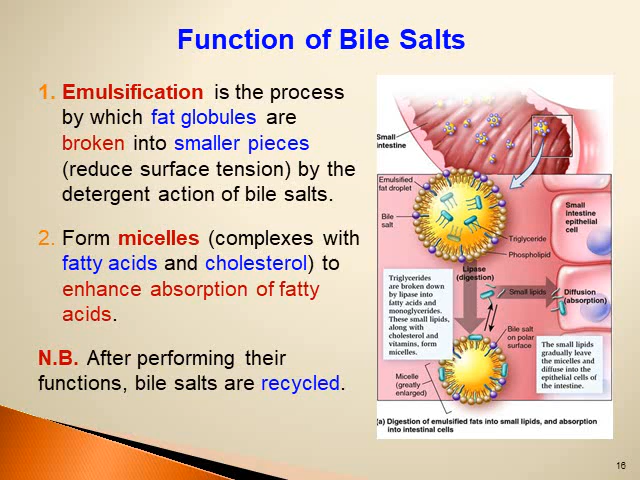 Function of Bile Salts
1. Emulsification is the process
by which fat globules are
broken into smaller pieces
(reduce surface tension) by the
detergent action of bile salts.
2. Form micelles (complexes with
fatty acids and cholesterol) to
enhance absorption of fatty
acids.
N.B. After performing their
functions, bile salts are recycled.
Small
intestine
Emulsified
fat droplet
Bile
salt
Small
intestine
epithelial
cell
Triglyceride
Phospholipid
Lipase
(digestion)
Triglycerides
are broken down
by lipase into
fatty acids and
monoglycerides.
These small lipids,
along with
cholesterol and
vitamins, form
micelles.
Small lipids
Diffusion
(absorption)
Bile salt
on polar
surface
The small lipids
gradually leave
the micelles and
diffuse into the
epithelial cells of
the intestine.
Micelle
(greatly
enlarged)
(a) Digestion of emulsified fats into small lipids, and absorption
into intestinal cells
16